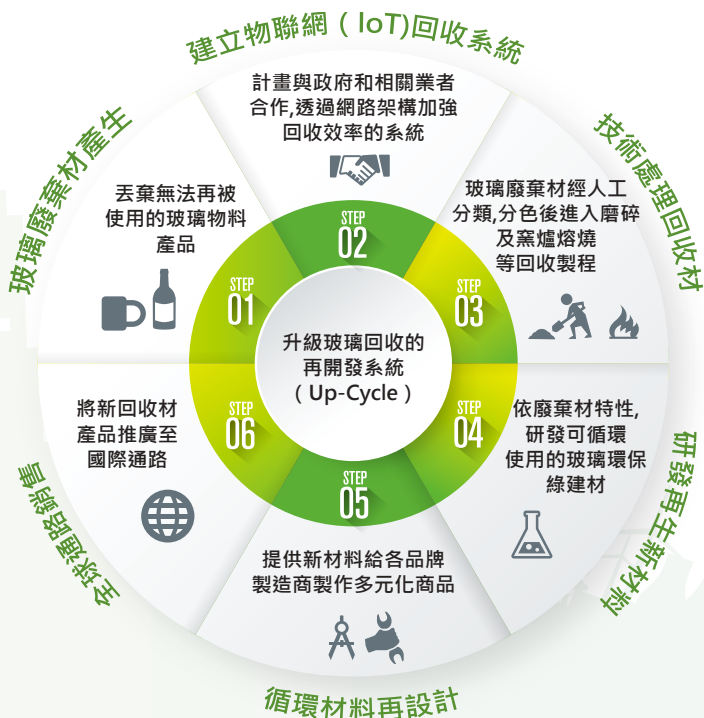 建立物聯網（IoT)回收系統
計畫與政府和相關業者
合作,透過網路架構加強
回收效率的系統
玻璃廢棄材產生
丟棄無法再被
使用的玻璃物料
產品
技術處理回收材
玻璃廢棄材經人工
分類,分色後進入磨碎
及窯爐熔燒
等回收製程
STEP
01
STEP
02
STEP
03
升級玻璃回收的
再開發系統
（Up-Cycle）
STEP
04
STEP
05
STEP
06
依廢棄材特性,
研發可循環
使用的玻璃環保
綠建材
研發再生新材料
提供新材料給各品牌
製造商製作多元化商品
循環材料再設計
將新回收材
產品推廣至
國際通路
全球通路銷售